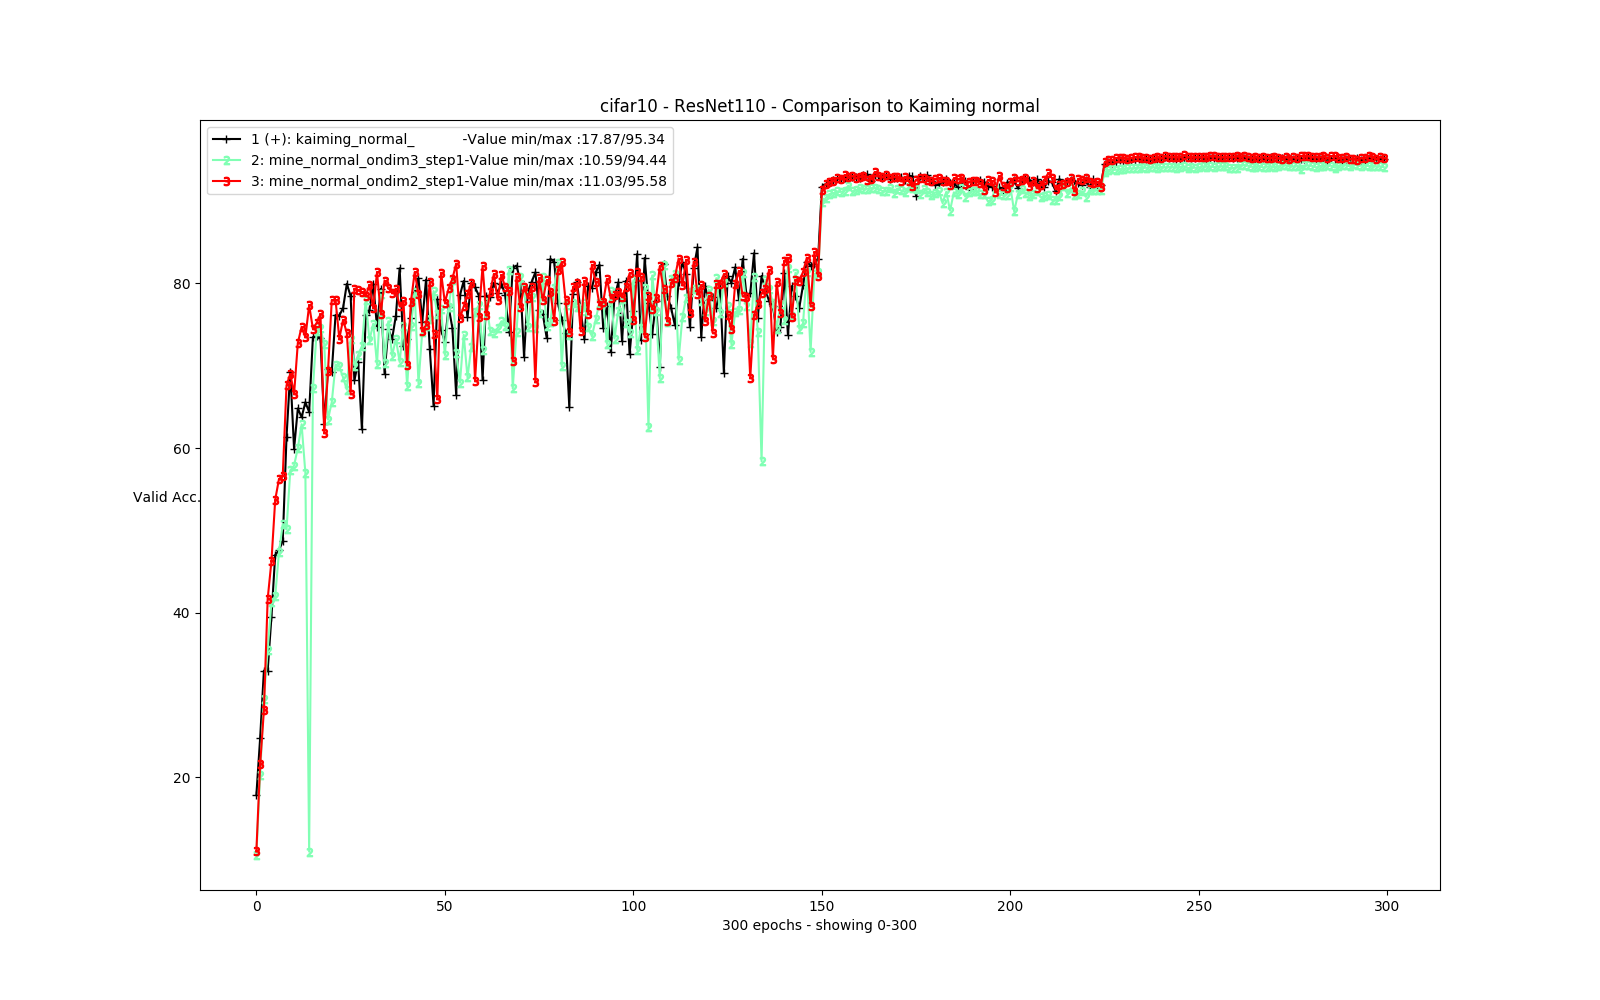 cifar10 - ResNet110 - Comparison to Kaiming normal
1 (+): kaiming_normal_ -Value min/max :17.87/95.34
2: mine_normal_ondim3_step1-Value min/max :10.59/94.44
3: mine_normal_ondim2_step1-Value min/max :11.03/95.58
80
60
Valid Acc.
40
20
0 50 100 150 200 250 300
300 epochs - showing 0-300